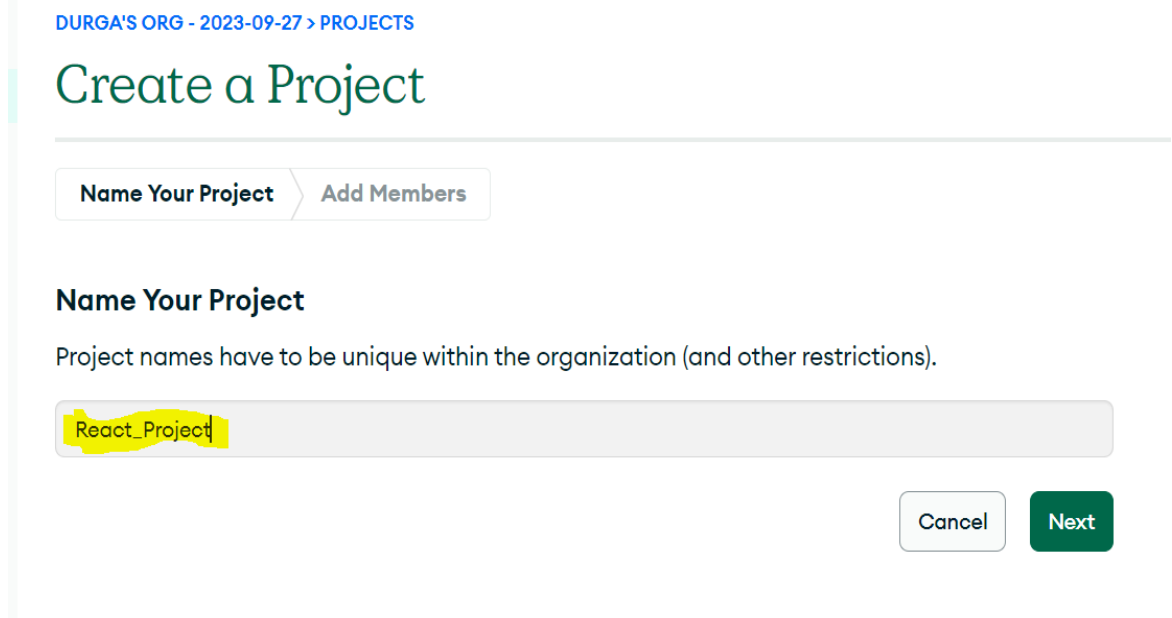 DURGA'S ORG - 2023-09-27 > PROJECTS
Create a Project
Name Your Project
Add Members
Name Your Project
Project names have to be unique within the organization (and other restrictions).
React_Project
Cancel
Next